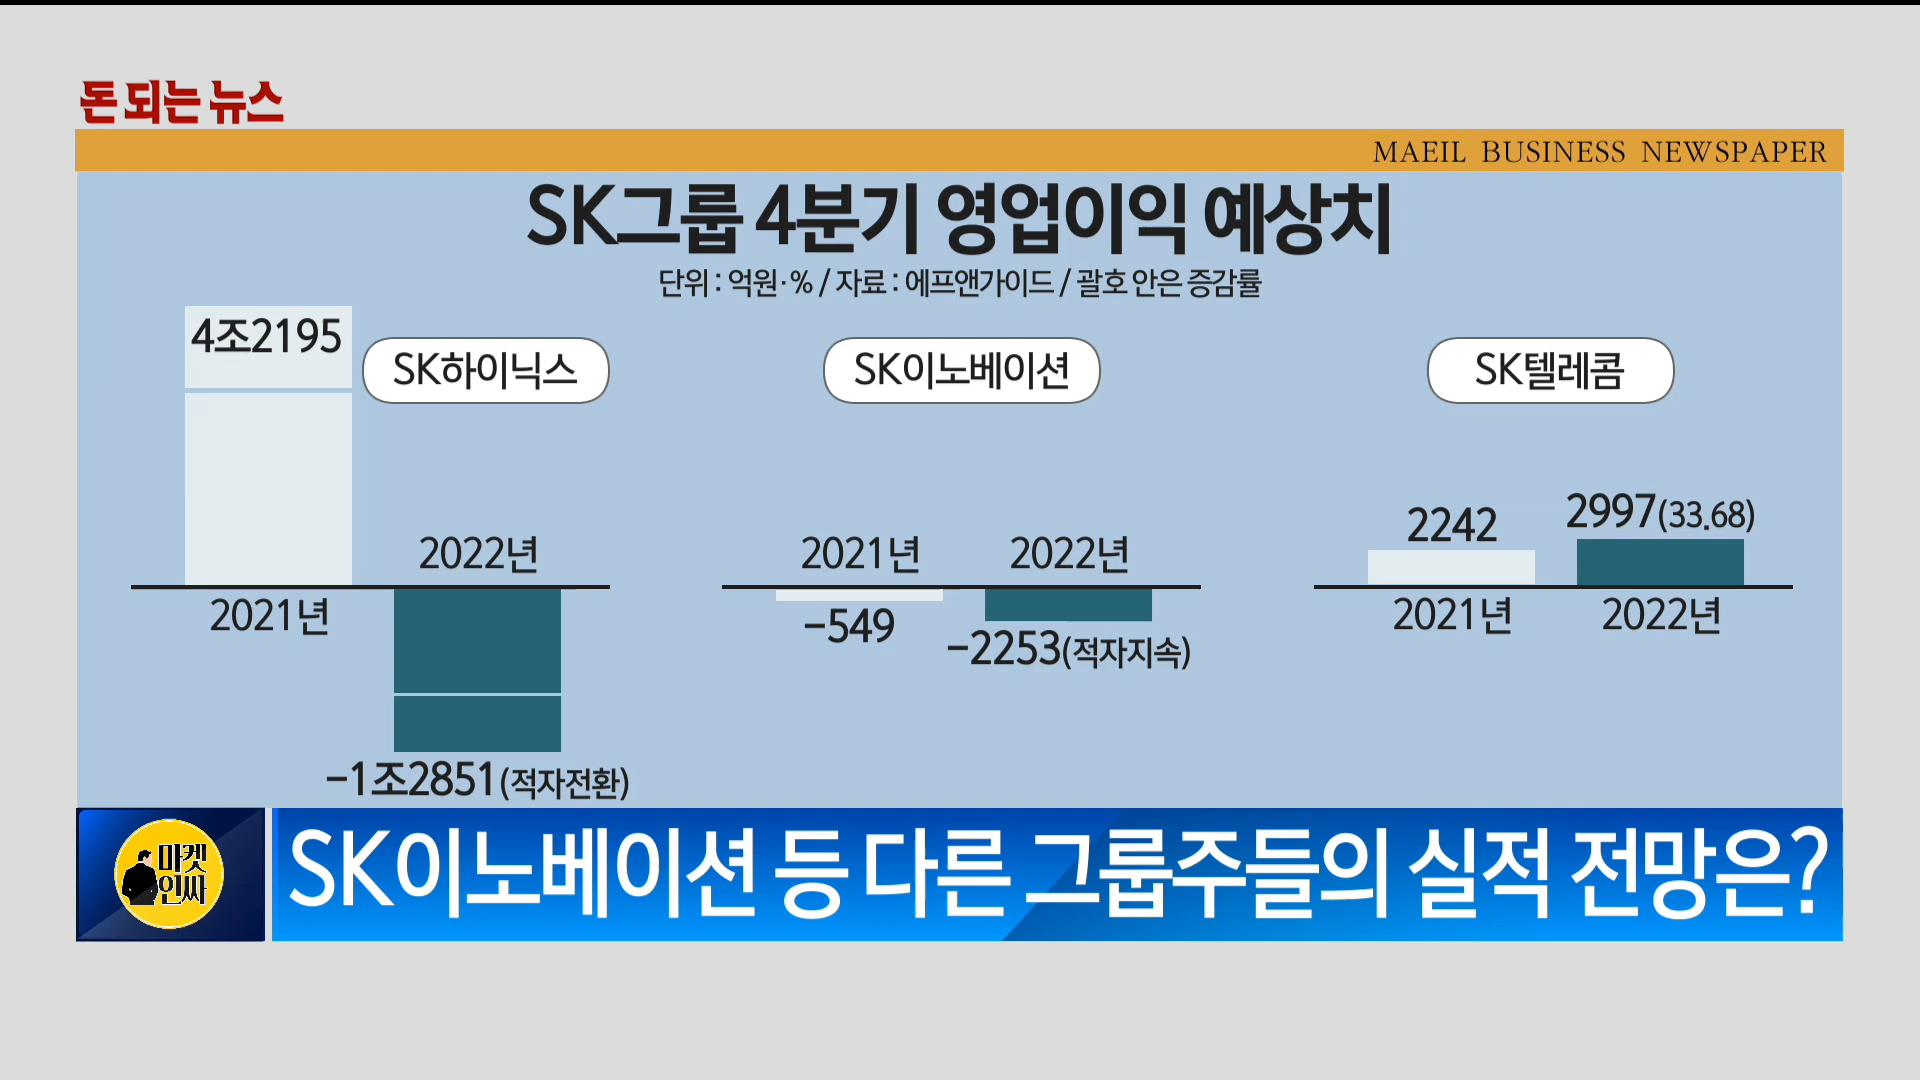 돈 되는 뉴스
MAEIL BUSINESS NEWSPAPER
SK그룹 4분기 영업이익 예상치
단위 : 억원·% / 자료 : 에프앤가이드 / 괄호 안은 증감률
4조2195
SK하이닉스
2022년
2021년
-1조2851(적자전환)
SK이노베이션
2021년
2022년
-549
-2253(적자지속)
SK텔레콤
2242
2997(33.68)
2021년
2022년
마켓
인싸
SK이노베이션 등 다른 그룹주들의 실적 전망은?